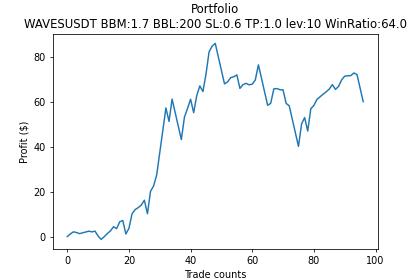 Portfolio
WAVESUSDT BBM:1.7 BBL:200 SL:0.6 TP:1.0 lev:10 WinRatio:64.0
80
60
40
20
0
Profit ($)
0 20 40 60 80 100
Trade counts